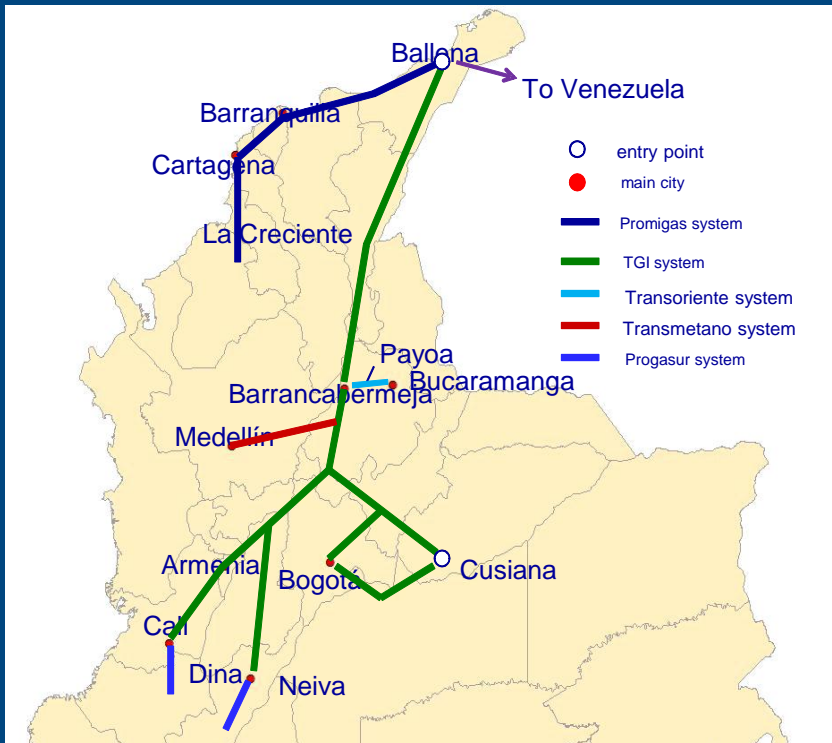 Ballena
To Venezuela
Barranquilla
entry point
Cartagena
main city
Promigas system
La Creciente
TGI system
Transoriente system
Transmetano system
Payoa
Progasur system
Bucaramanga
Barrancabermeja
Medellín
Armenia
Bogotá
Cusiana
Cali
Dina
Neiva